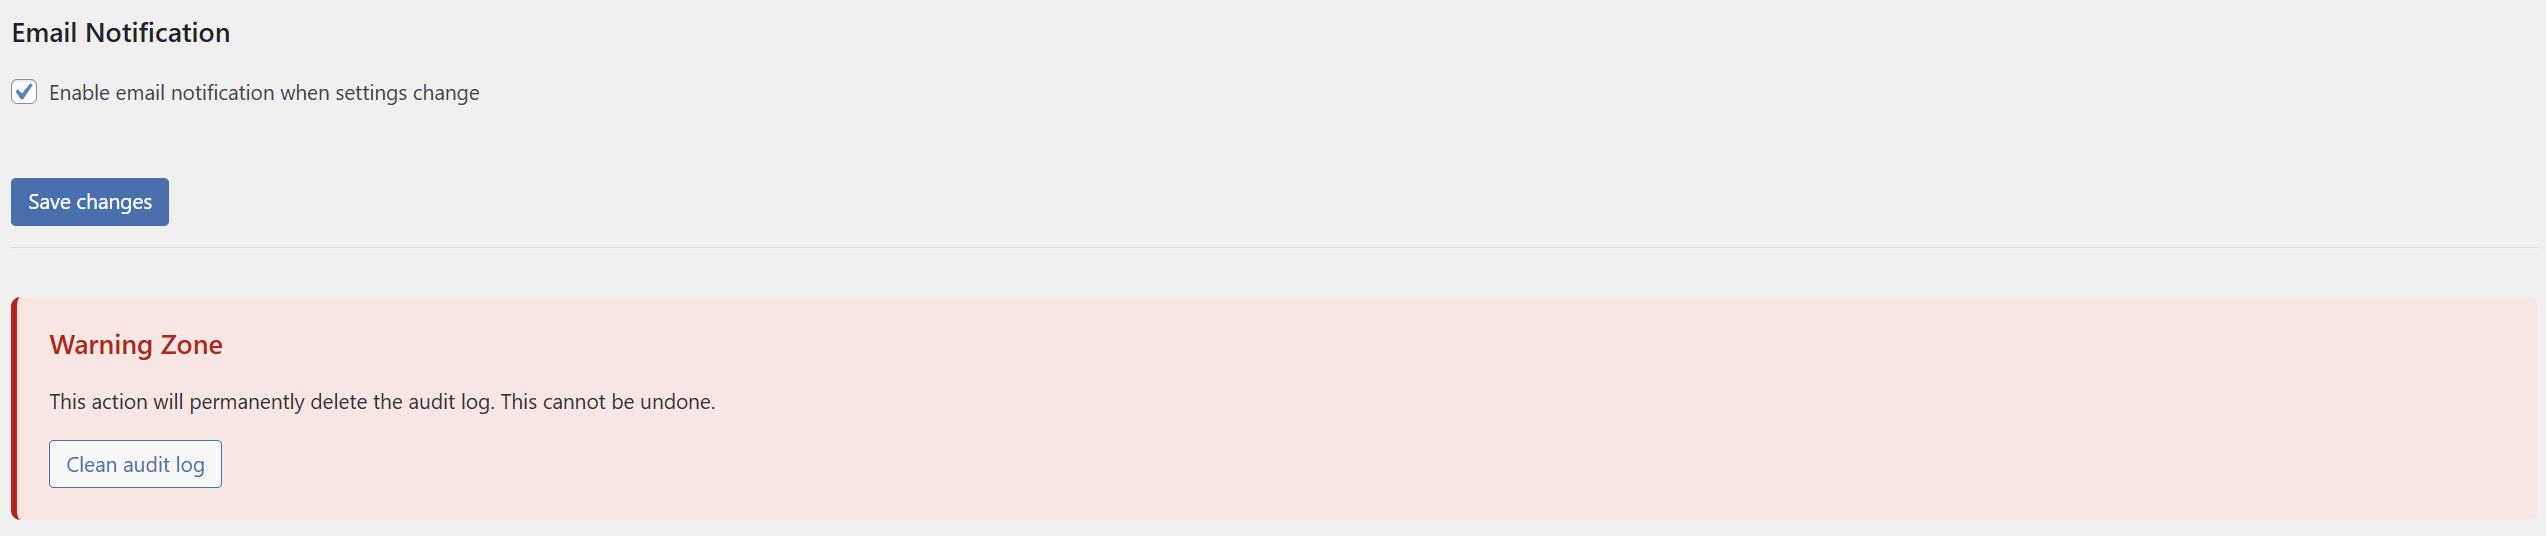 Email Notification
Enable email notification when settings change
Save changes
Warning Zone
This action will permanently delete the audit log. This cannot be undone.
Clean audit log